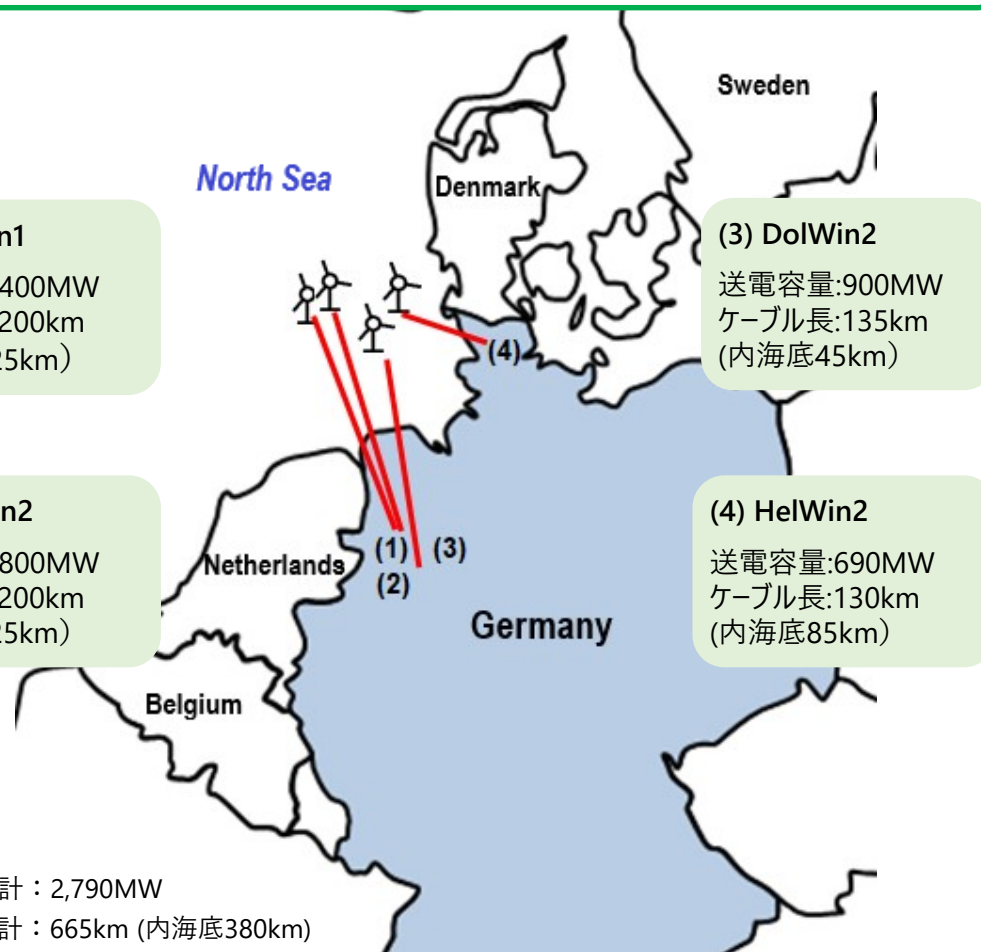 Sweden
North Sea
Denmark
n1
400MW
200km
25km）
(3) DolWin2
送電容量:900MW
ケーブル長:135km
(内海底45km）
(4)
n2
800MW
200km
25km）
(4) HelWin2
送電容量:690MW
ケーブル長:130km
(内海底85km）
Netherlands
(1) (3)
(2)
Germany
Belgium
計：2,790MW
計：665km (内海底380km)